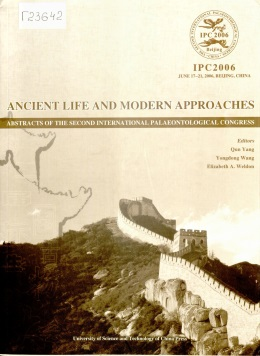 Г23642
IPC 2006
Beijing
IPC2006
JUNE 17-21, 2006, BEIJING, CHINA
ANCIENT LIFE AND MODERN APPROACHES
ABSTRACTS OF THE SECOND INTERNATIONAL PALAEONTOLOGICAL CONGRESS
Editors
Qun Yang
Yongdong Wang
Elizabeth A. Weldon
University of Science and Technology of China Press